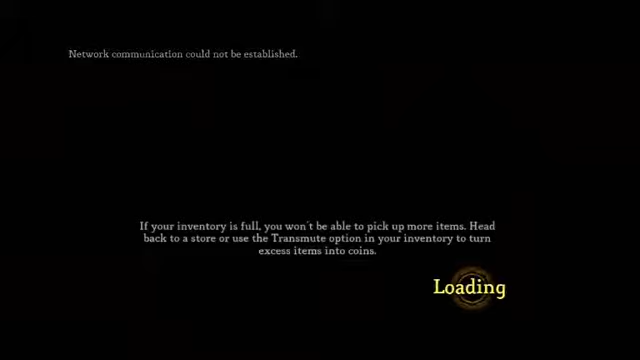 Network communication could not be established.
If your inventory is full, you won't be able to pick up more items. Head
back to a store or use the Transmute option in your inventory to turn
excess items into coins.
Loading